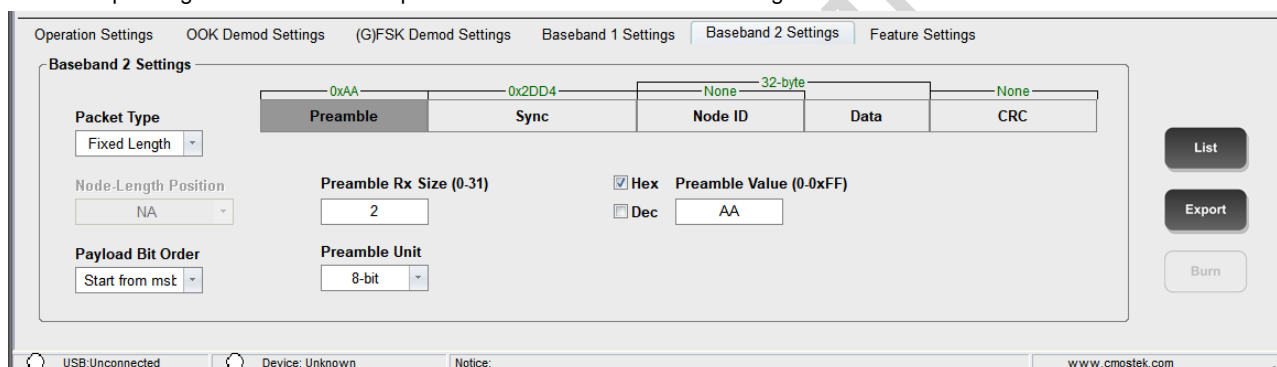 Operation Settings OOK Demod Settings (G)FSK Demod Settings Baseband 1 Settings Baseband 2 Settings Feature Settings
Baseband 2 Settings
32-byte
0xAA 0x2DD4 None None
Packet Type Preamble Sync Node ID Data CRC
Fixed Length
List
Node-Length Position Preamble Rx Size (0-31) Hex Preamble Value (0-0xFF)
NA 2 Dec AA Export
Payload Bit Order Preamble Unit
Start from msb 8-bit Burn
USB:Unconnected Device: Unknown Notice: www.cmostek.com